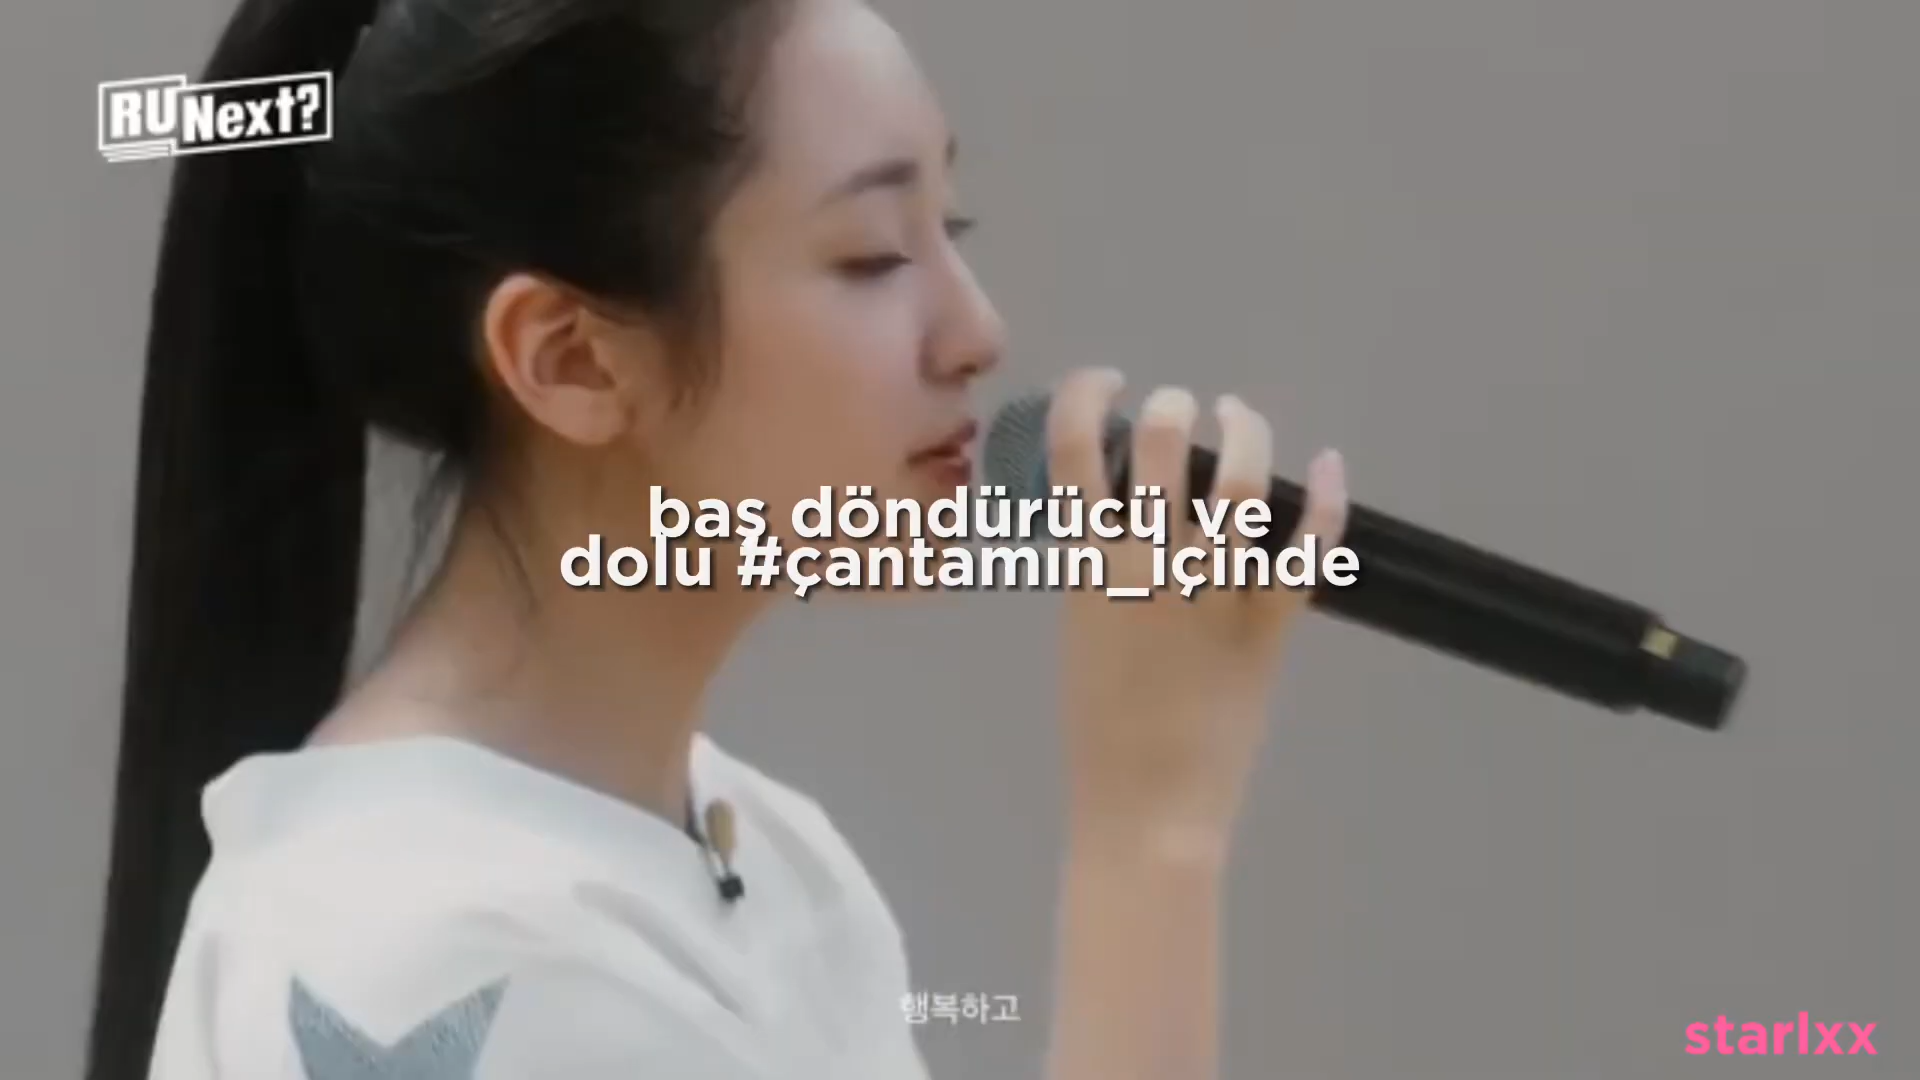 RU Next?
baş döndürücü ve
dolu #çantamın_içinde
행복하고
starlxx